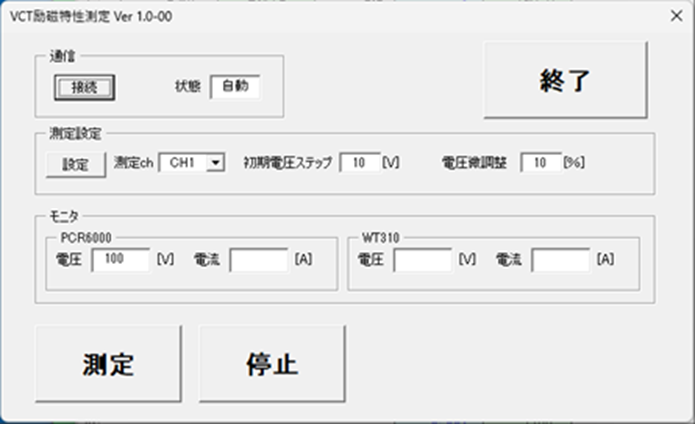 VCT励磁特性測定 Ver 1.0-00
通信
接続 状態 自動
終了
測定設定
設定 測定ch CH1 初期電圧ステップ 10 [V] 電圧微調整 10 [%]
モニタ
PCR6000
電圧 100 [V] 電流 [A]
WT310
電圧 [V] 電流 [A]
測定 停止